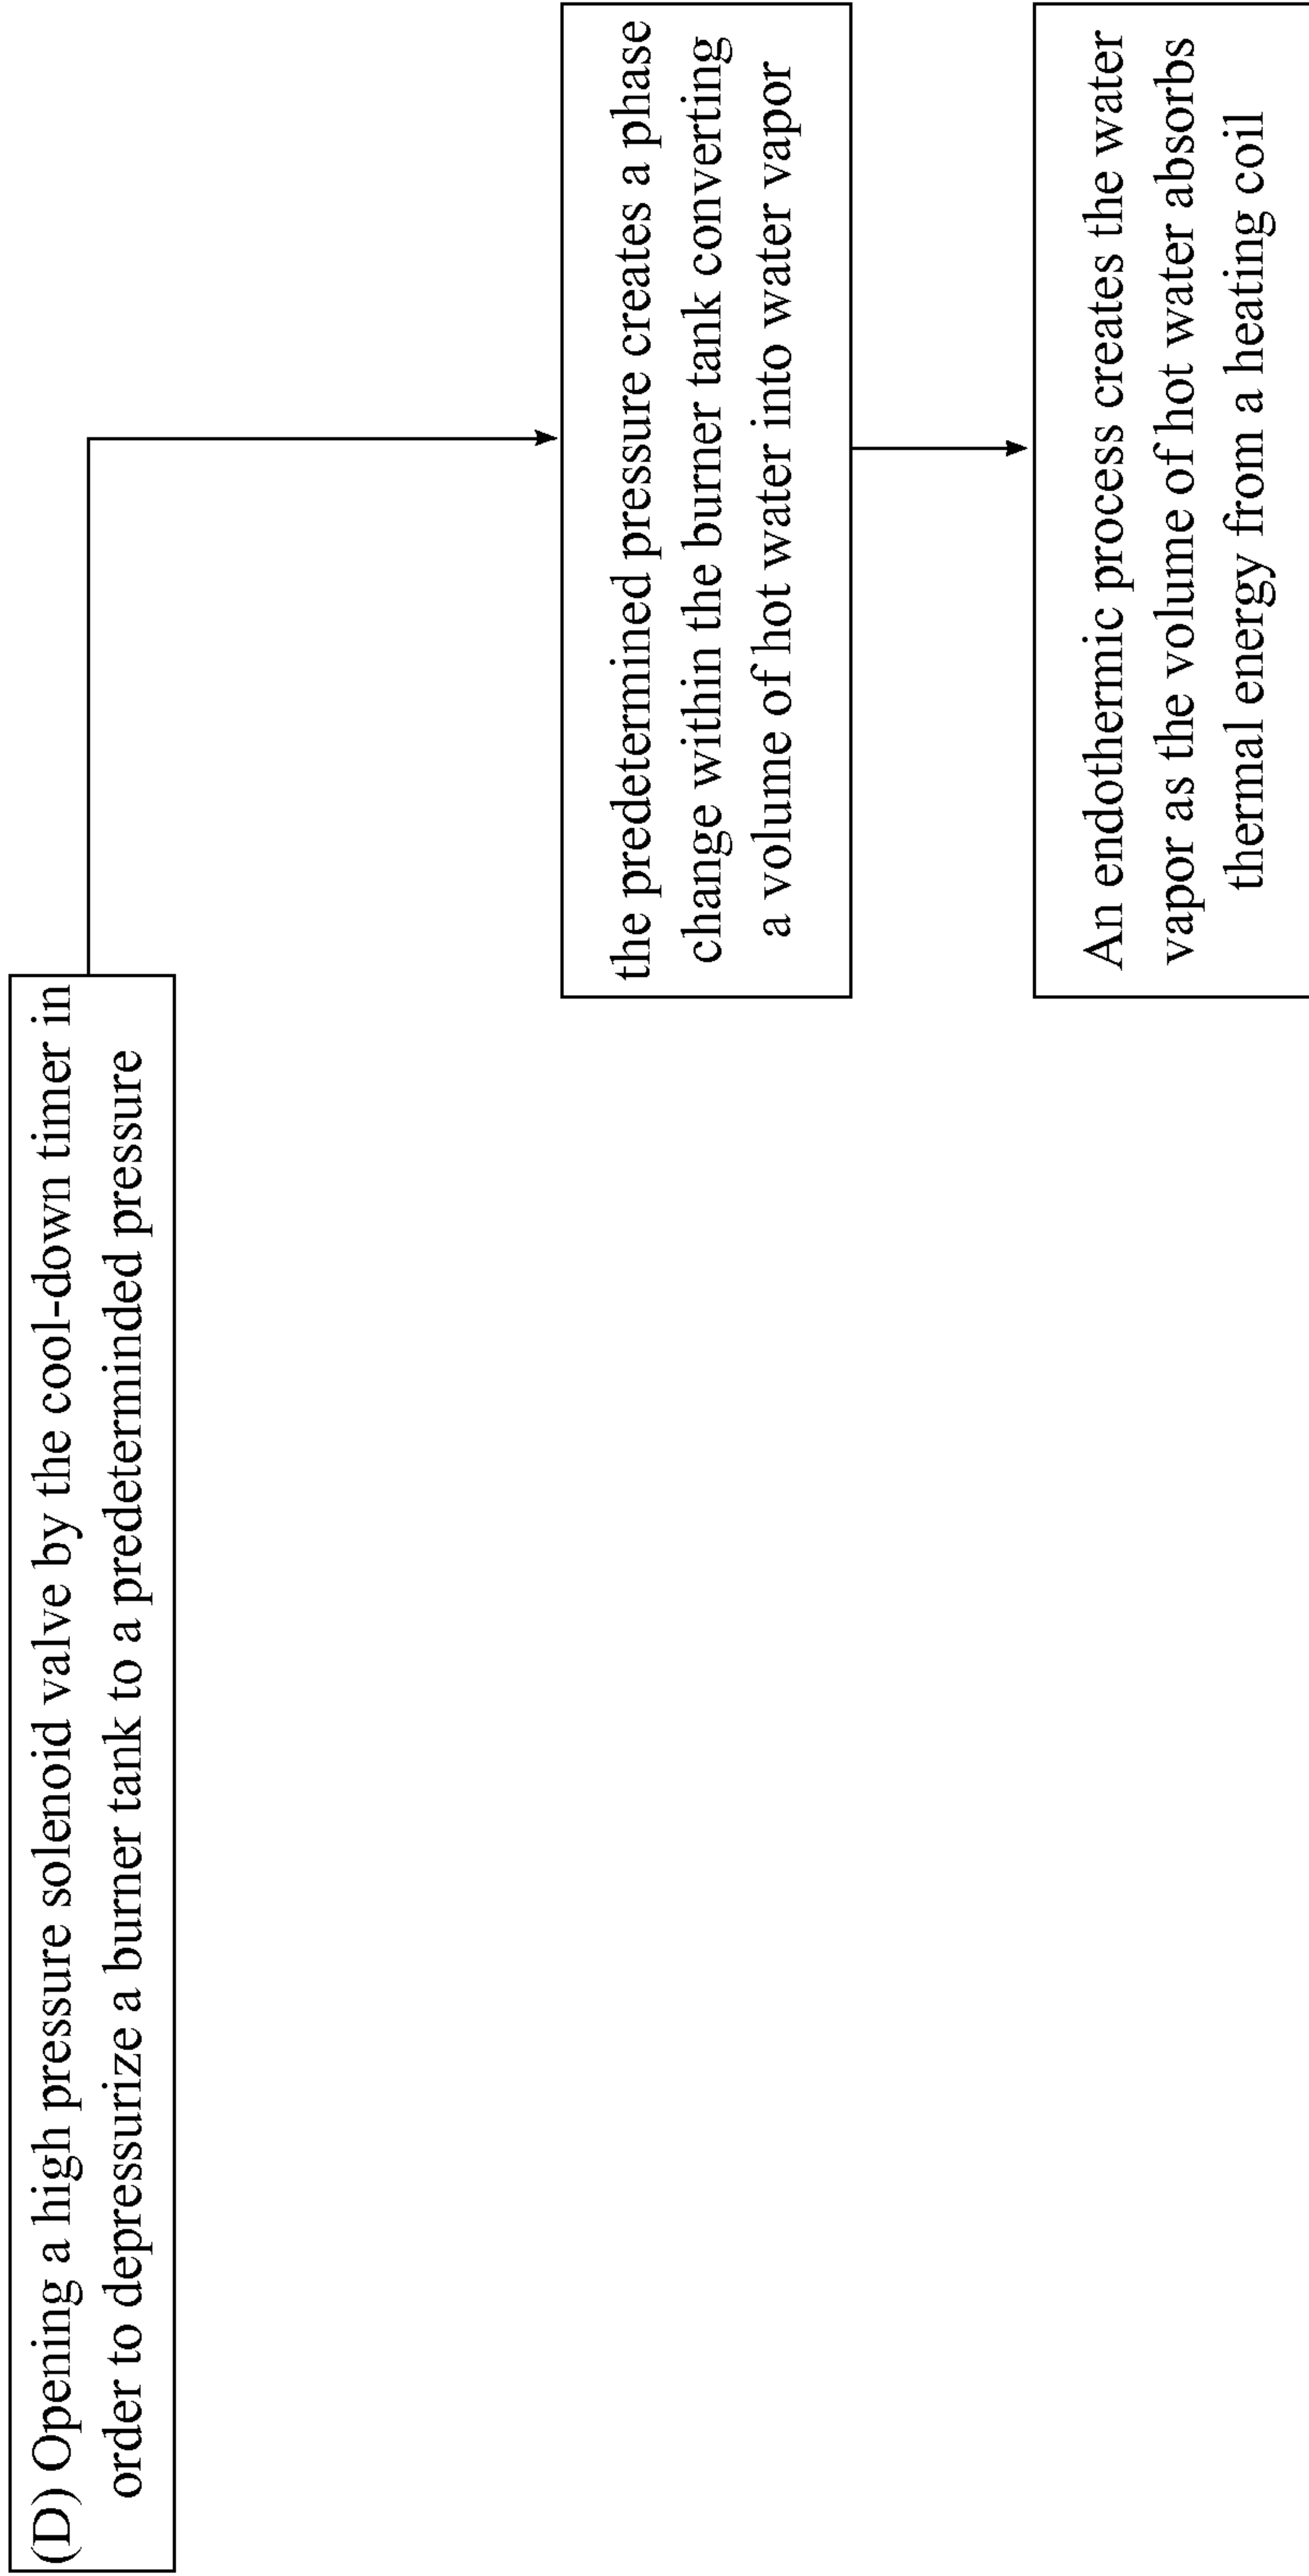 (D) Opening a high pressure solenoid valve by the cool-down timer in
order to depressurize a burner tank to a predeterminded pressure
the predetermined pressure creates a phase
change within the burner tank converting
a volume of hot water into water vapor
An endothermic process creates the water
vapor as the volume of hot water absorbs
thermal energy from a heating coil